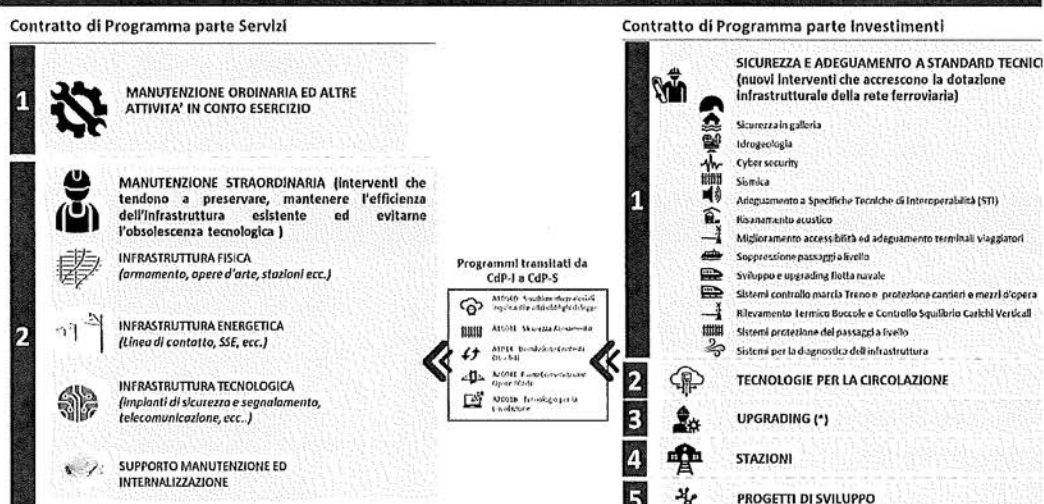 Contratto di Programma parte Servizi
1
MANUTENZIONE ORDINARIA ED ALTRE
ATTIVITA' IN CONTO ESERCIZIO
2
MANUTENZIONE STRAORDINARIA (interventi che
tendono a preservare, mantenere l'efficienza
dell'infrastruttura esistente ed evitarne
l'obsolescenza tecnologica )
INFRASTRUTTURA FISICA
(armamento, opere d'arte, stazioni ecc.)
INFRASTRUTTURA ENERGETICA
(Linea di contatto, SSE, ecc.)
INFRASTRUTTURA TECNOLOGICA
(impianti di sicurezza e segnalamento,
telecomunicazione, ecc..)
SUPPORTO MANUTENZIONE ED
INTERNALIZZAZIONE
Programmi transitati da
CdP-I a CdP-S
Contratto di Programma parte Investimenti
1
SICUREZZA E ADEGUAMENTO A STANDARD TECNICI
(nuovi interventi che accrescono la dotazione
infrastrutturale della rete ferroviaria)
Sicurezza in galleria
Idrogeologia
Cyber security
Sismica
Adeguamento a Specifiche Tecniche di Interoperabilità (STI)
Risanamento acustico
Miglioramento accessibilità ed adeguamento terminali viaggiatori
Soppressione passaggi a livello
Sviluppo e upgrading flotta navale
Sistemi controllo marcia Treno e protezione cantieri e mezzi d'opera
Rilevamento Termico Boccole e Controllo Squilibrio Carichi Verticali
Sistemi protezione dei passaggi a livello
Sistemi per la diagnostica dell infrastruttura
2
TECNOLOGIE PER LA CIRCOLAZIONE
3
UPGRADING (*)
4
STAZIONI
5
PROGETTI DI SVILUPPO